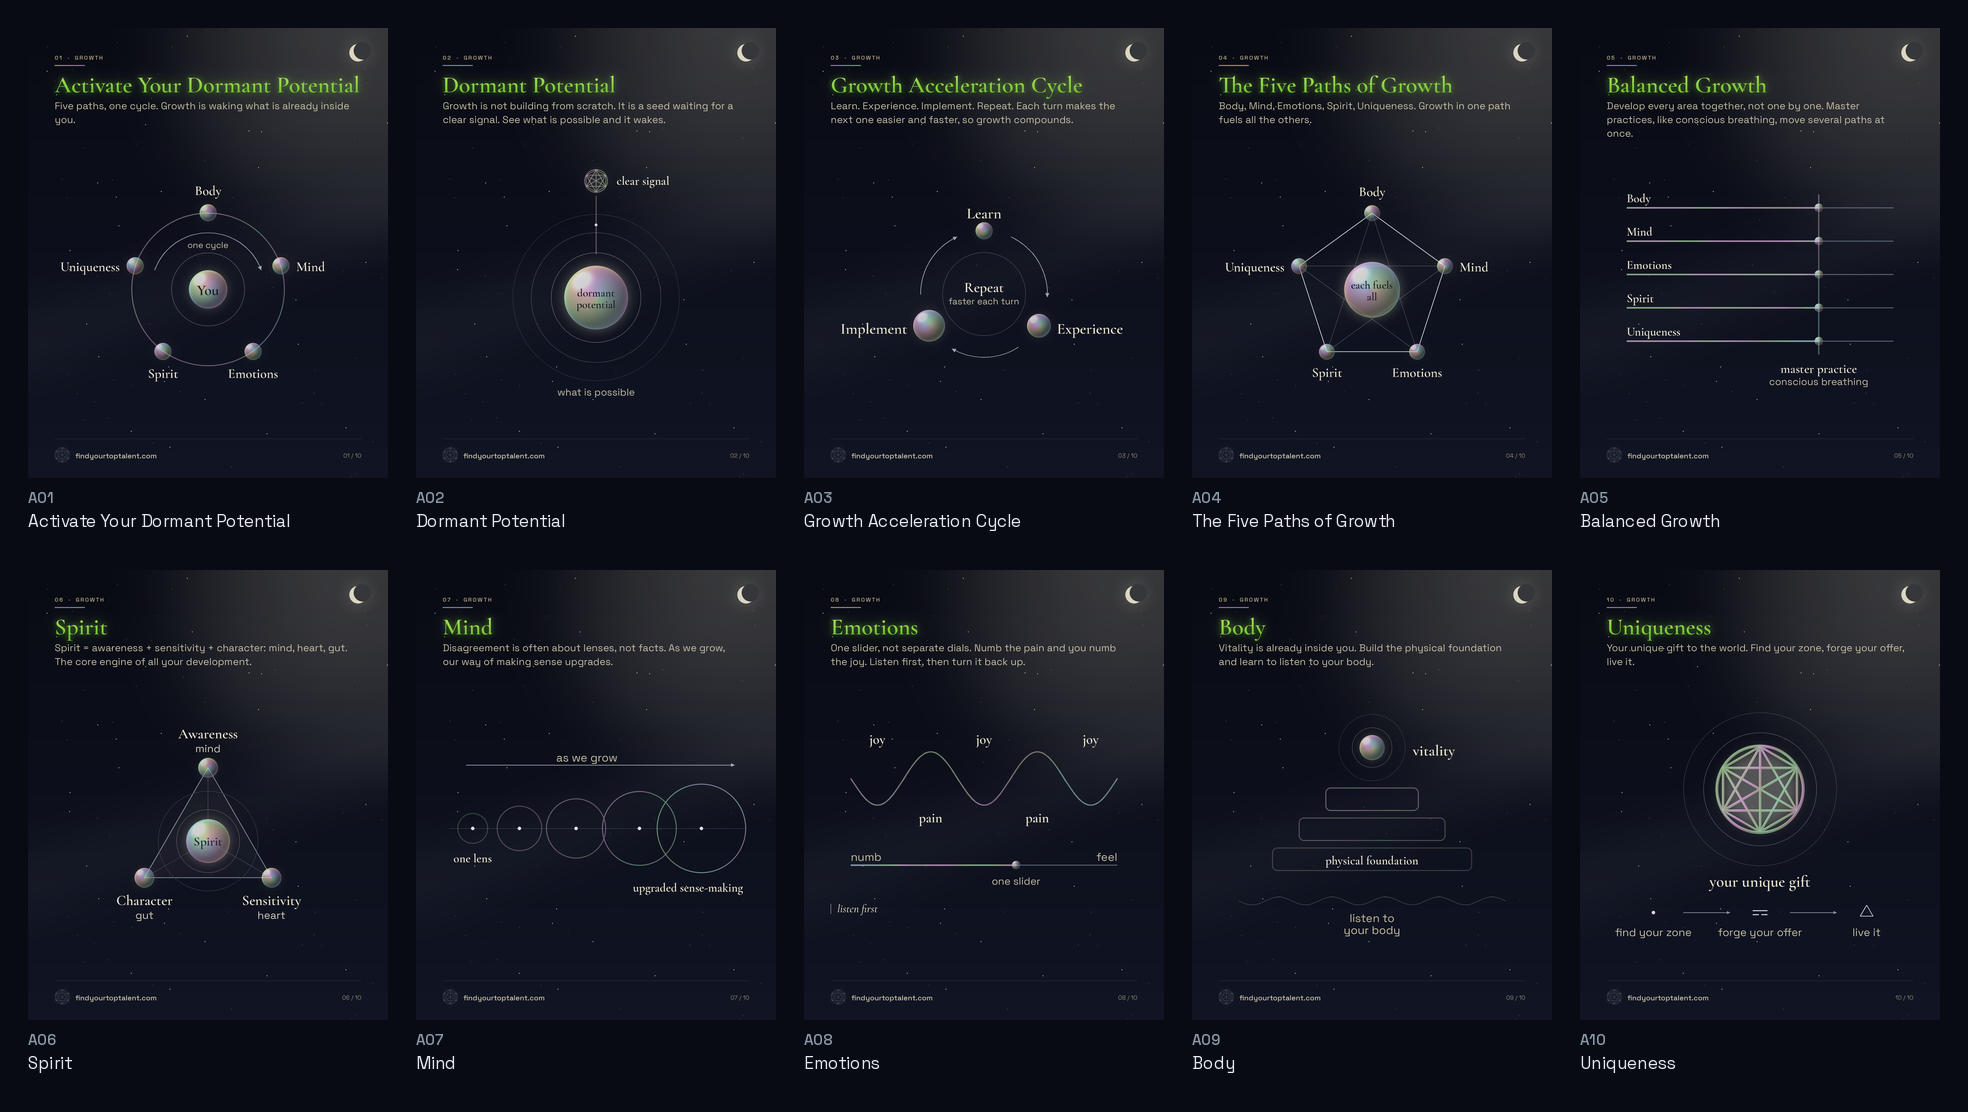 01 · GROWTH
Activate Your Dormant Potential
Five paths, one cycle. Growth is waking what is already inside
you.
Body
one cycle
Uniqueness
Mind
You
Spirit
Emotions
findyourtoptalent.com
01 / 10
A01
Activate Your Dormant Potential
02 · GROWTH
Dormant Potential
Growth is not building from scratch. It is a seed waiting for a
clear signal. See what is possible and it wakes.
clear signal
dormant
potential
what is possible
findyourtoptalent.com
02 / 10
A02
Dormant Potential
03 · GROWTH
Growth Acceleration Cycle
Learn. Experience. Implement. Repeat. Each turn makes the
next one easier and faster, so growth compounds.
Learn
Repeat
faster each turn
Implement
Experience
findyourtoptalent.com
03 / 10
A03
Growth Acceleration Cycle
04 · GROWTH
The Five Paths of Growth
Body, Mind, Emotions, Spirit, Uniqueness. Growth in one path
fuels all the others.
Body
Uniqueness
Mind
each fuels
all
Spirit
Emotions
findyourtoptalent.com
04 / 10
A04
The Five Paths of Growth
05 · GROWTH
Balanced Growth
Develop every area together, not one by one. Master
practices, like conscious breathing, move several paths at
once.
Body
Mind
Emotions
Spirit
Uniqueness
master practice
conscious breathing
findyourtoptalent.com
05 / 10
A05
Balanced Growth
06 · GROWTH
Spirit
Spirit = awareness + sensitivity + character: mind, heart, gut.
The core engine of all your development.
Awareness
mind
Spirit
Character
gut
Sensitivity
heart
findyourtoptalent.com
06 / 10
A06
Spirit
07 · GROWTH
Mind
Disagreement is often about lenses, not facts. As we grow,
our way of making sense upgrades.
as we grow
one lens
upgraded sense-making
findyourtoptalent.com
07 / 10
A07
Mind
08 · GROWTH
Emotions
One slider, not separate dials. Numb the pain and you numb
the joy. Listen first, then turn it back up.
joy
joy
joy
pain
pain
numb
feel
one slider
listen first
findyourtoptalent.com
08 / 10
A08
Emotions
09 · GROWTH
Body
Vitality is already inside you. Build the physical foundation
and learn to listen to your body.
vitality
physical foundation
listen to
your body
findyourtoptalent.com
09 / 10
A09
Body
10 · GROWTH
Uniqueness
Your unique gift to the world. Find your zone, forge your offer,
live it.
your unique gift
find your zone
forge your offer
live it
findyourtoptalent.com
10 / 10
A10
Uniqueness